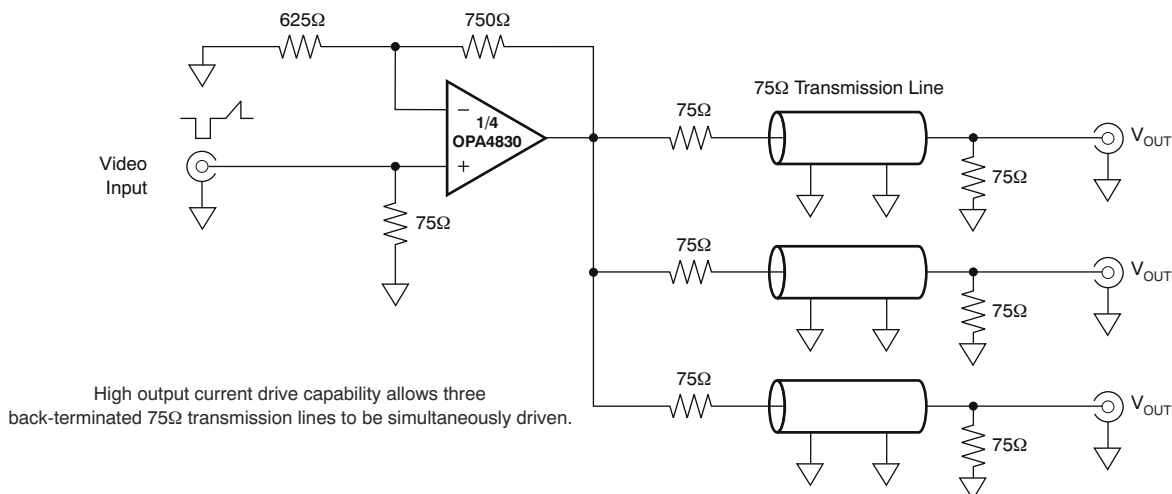 625Ω
750Ω
75Ω Transmission Line
75Ω
−
1/4
OPA4830
+
Video
Input
75Ω
75Ω
V_OUT
75Ω
75Ω
V_OUT
75Ω
75Ω
V_OUT
High output current drive capability allows three
back-terminated 75Ω transmission lines to be simultaneously driven.